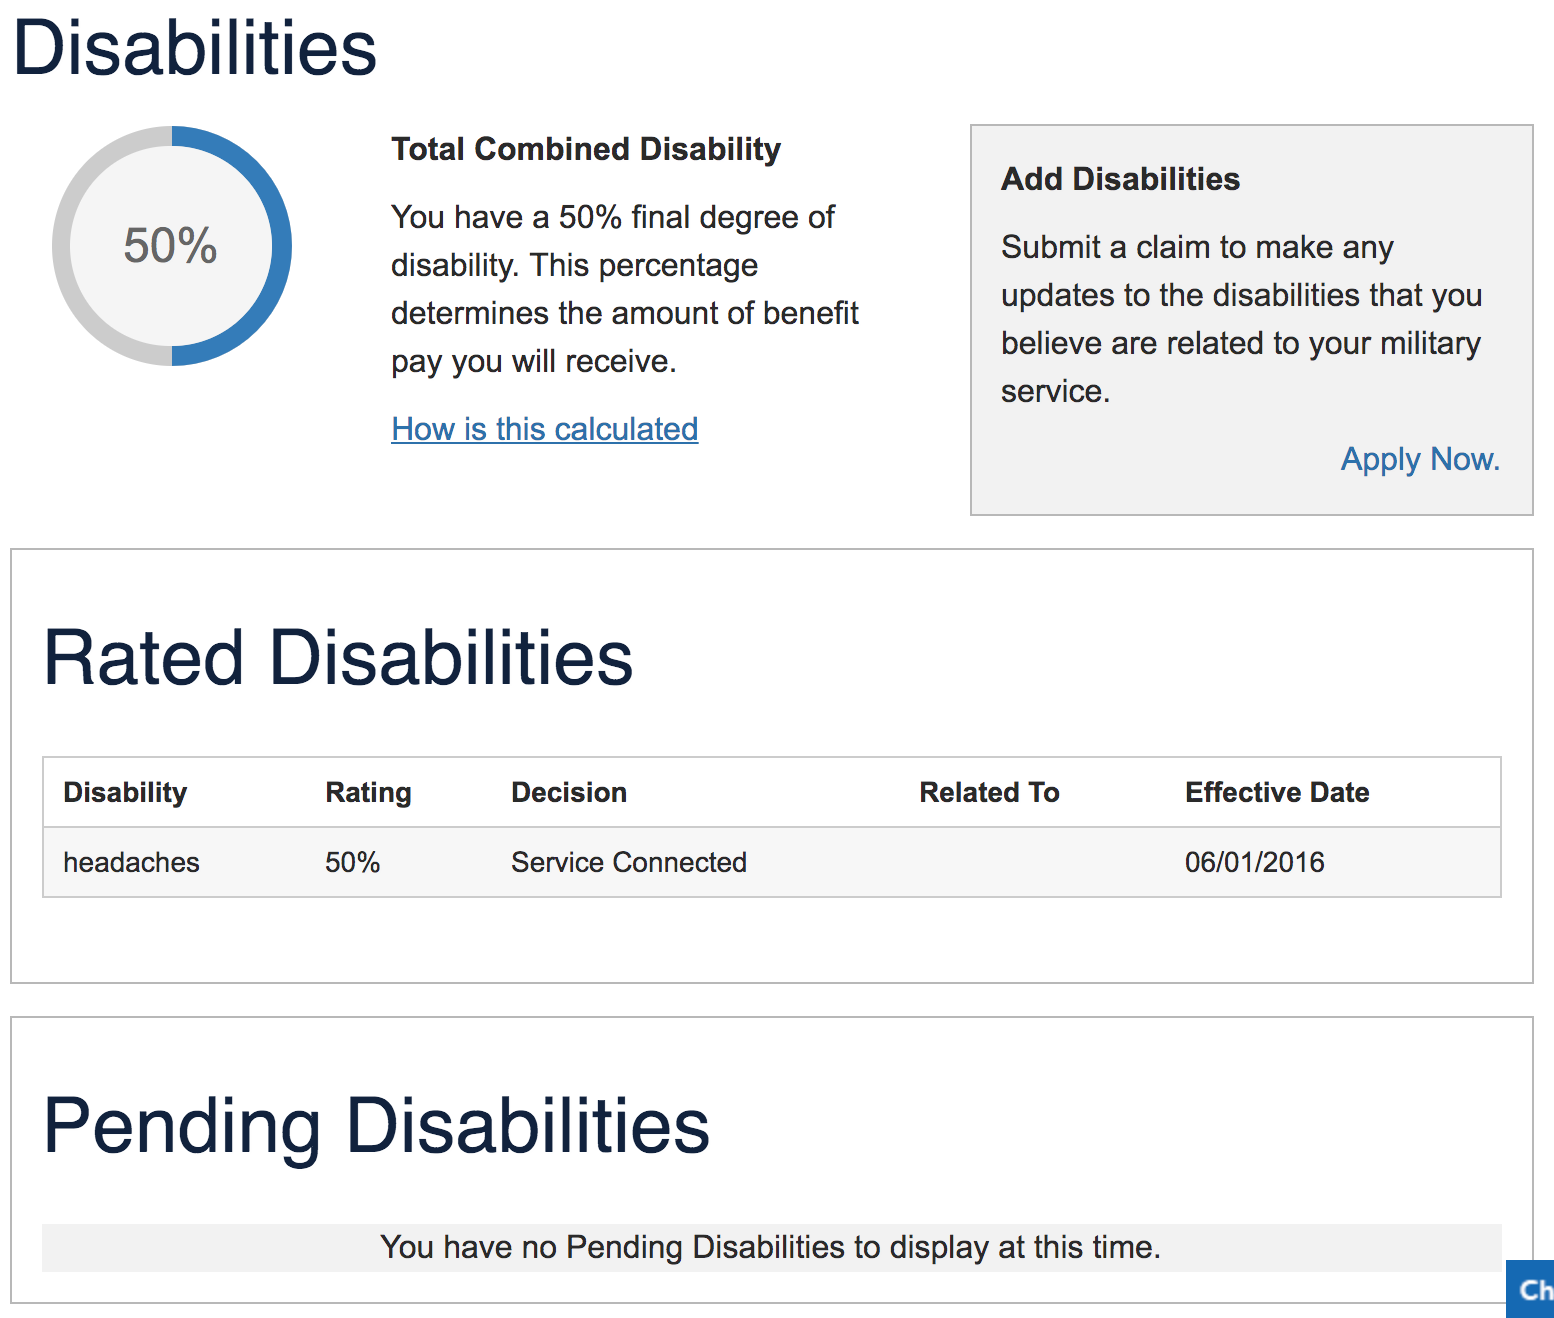 Disabilities
50%
Total Combined Disability
You have a 50% final degree of
disability. This percentage
determines the amount of benefit
pay you will receive.
How is this calculated
Add Disabilities
Submit a claim to make any
updates to the disabilities that you
believe are related to your military
service.
Apply Now.
Rated Disabilities
Disability Rating Decision Related To Effective Date
headaches 50% Service Connected 06/01/2016
Pending Disabilities
You have no Pending Disabilities to display at this time.
Ch